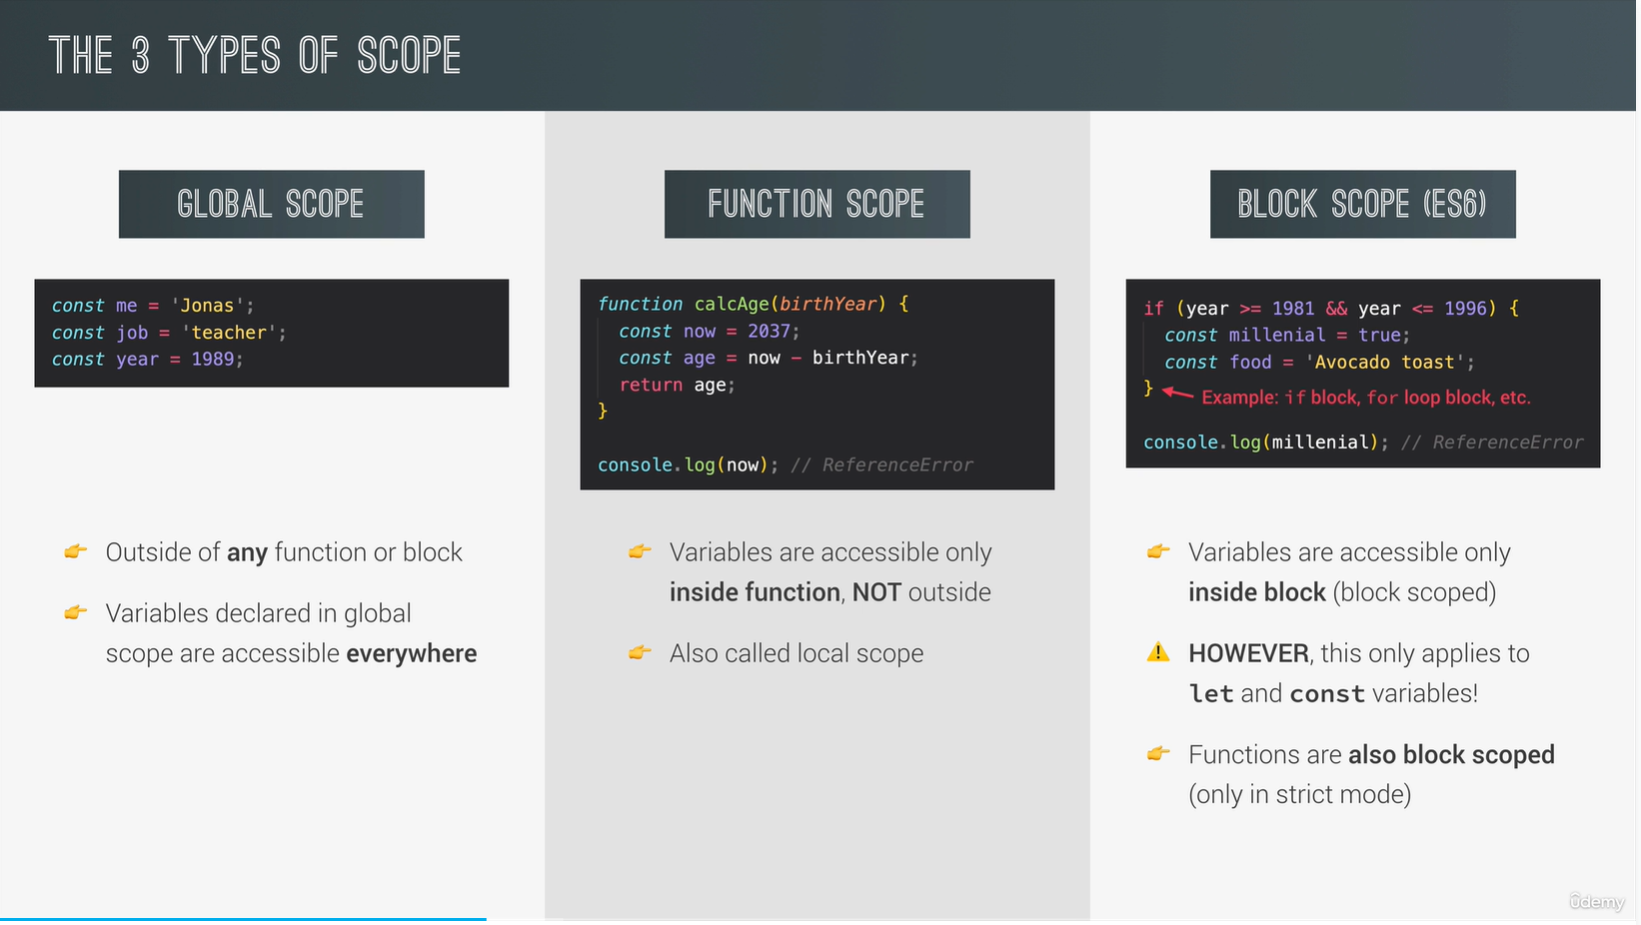 THE 3 TYPES OF SCOPE
GLOBAL SCOPE
const me = 'Jonas';
const job = 'teacher';
const year = 1989;
Outside of any function or block
Variables declared in global
scope are accessible everywhere
FUNCTION SCOPE
function calcAge(birthYear) {
  const now = 2037;
  const age = now - birthYear;
  return age;
}
console.log(now); // ReferenceError
Variables are accessible only
inside function, NOT outside
Also called local scope
BLOCK SCOPE (ES6)
if (year >= 1981 && year <= 1996) {
  const millenial = true;
  const food = 'Avocado toast';
} Example: if block, for loop block, etc.
console.log(millenial); // ReferenceError
Variables are accessible only
inside block (block scoped)
HOWEVER, this only applies to
let and const variables!
Functions are also block scoped
(only in strict mode)
ûdemy